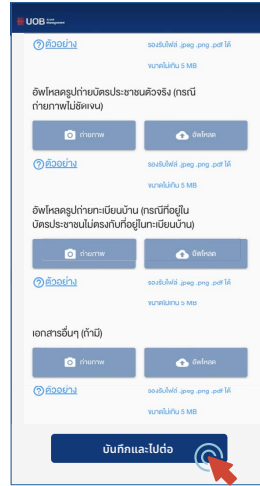 UOB Asset Management
ตัวอย่าง รองรับไฟล์ .jpeg .png .pdf ได้
ขนาดไม่เกิน 5 MB
อัพโหลดรูปถ่ายบัตรประชาชนตัวจริง (กรณี
ถ่ายภาพไม่ชัดเจน)
ถ่ายภาพ อัพโหลด
ตัวอย่าง รองรับไฟล์ .jpeg .png .pdf ได้
ขนาดไม่เกิน 5 MB
อัพโหลดรูปถ่ายทะเบียนบ้าน (กรณีที่อยู่ใน
บัตรประชาชนไม่ตรงกับที่อยู่ในทะเบียนบ้าน)
ถ่ายภาพ อัพโหลด
ตัวอย่าง รองรับไฟล์ .jpeg .png .pdf ได้
ขนาดไม่เกิน 5 MB
เอกสารอื่นๆ (ถ้ามี)
ถ่ายภาพ อัพโหลด
ตัวอย่าง รองรับไฟล์ .jpeg .png .pdf ได้
ขนาดไม่เกิน 5 MB
บันทึกและไปต่อ